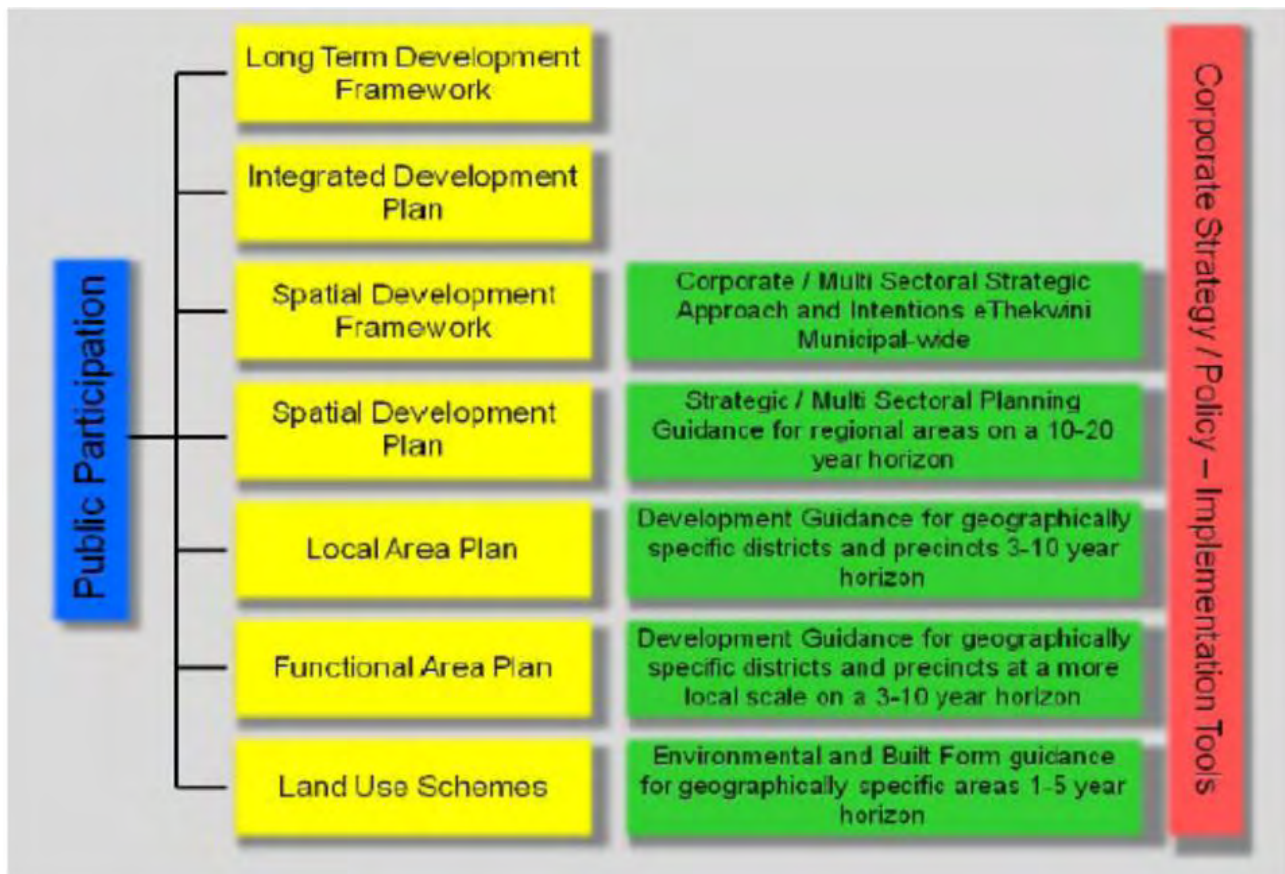 Public Participation
Long Term Development
Framework
Integrated Development
Plan
Spatial Development
Framework
Corporate / Multi Sectoral Strategic
Approach and Intentions eThekwini
Municipal-wide
Spatial Development
Plan
Strategic / Multi Sectoral Planning
Guidance for regional areas on a 10-20
year horizon
Local Area Plan
Development Guidance for geographically
specific districts and precincts 3-10 year
horizon
Functional Area Plan
Development Guidance for geographically
specific districts and precincts at a more
local scale on a 3-10 year horizon
Land Use Schemes
Environmental and Built Form guidance
for geographically specific areas 1-5 year
horizon
Corporate Strategy / Policy – Implementation Tools